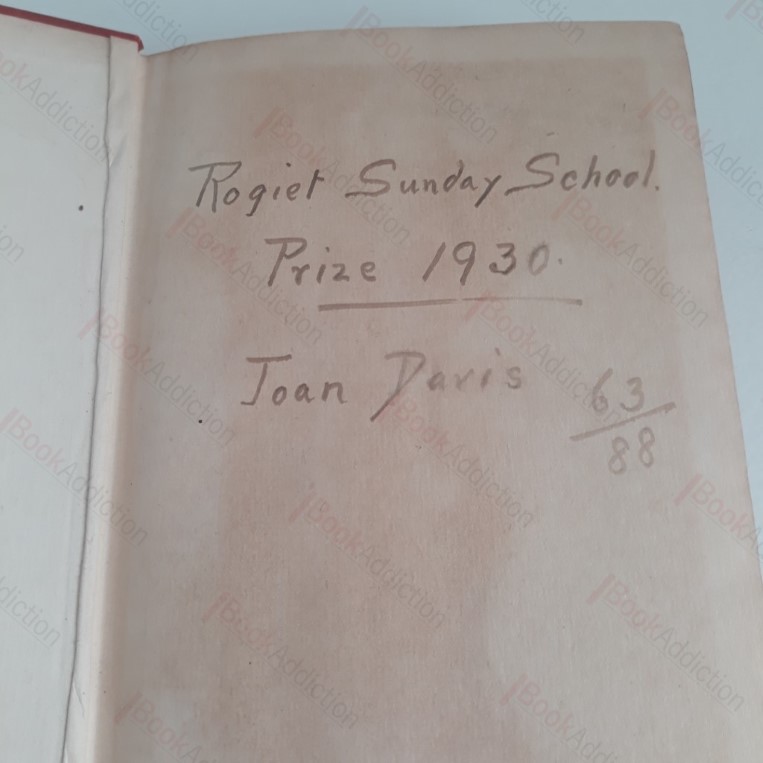 Rogiet Sunday School.
Prize 1930.
Joan Davis 63/88